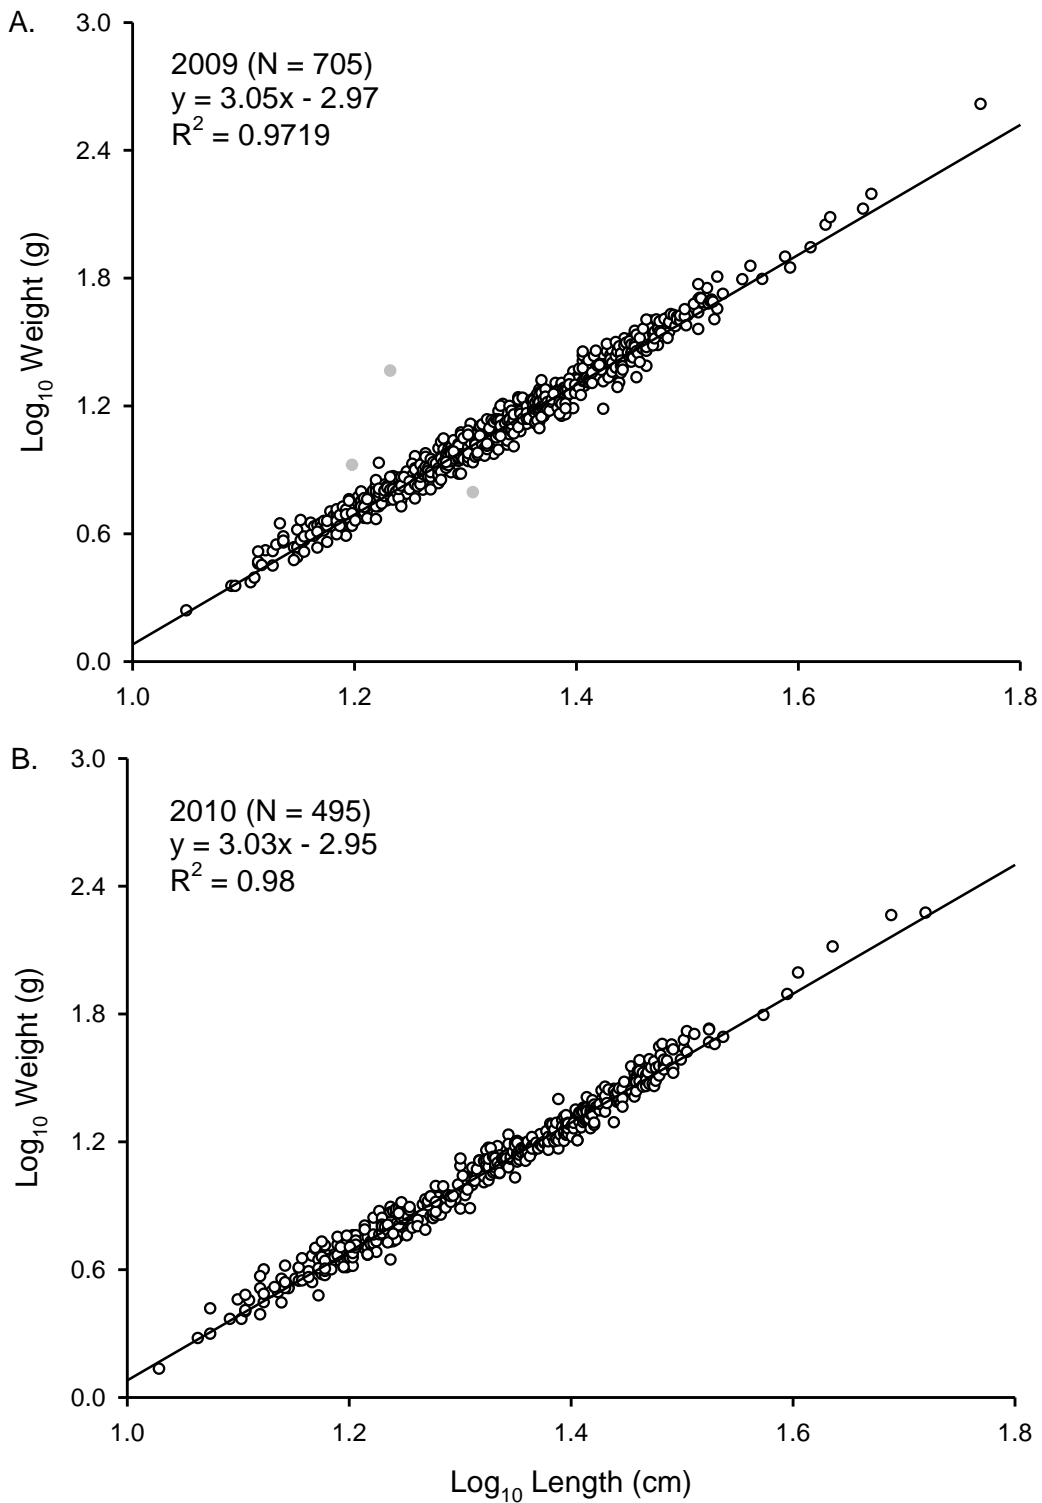 A.
3.0
2009 (N = 705)
y = 3.05x - 2.97
R² = 0.9719
2.4
1.8
1.2
0.6
0.0
Log₁₀ Weight (g)
1.0 1.2 1.4 1.6 1.8
B.
3.0
2010 (N = 495)
y = 3.03x - 2.95
R² = 0.98
2.4
1.8
1.2
0.6
0.0
Log₁₀ Weight (g)
1.0 1.2 1.4 1.6 1.8
Log₁₀ Length (cm)